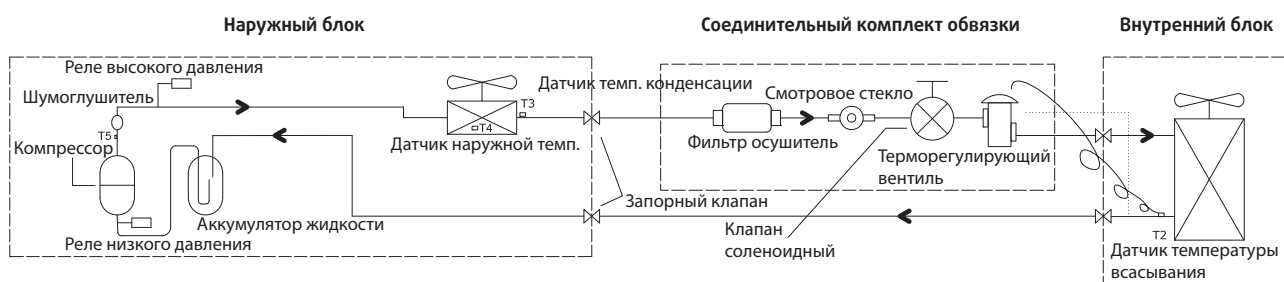 Наружный блок
Соединительный комплект обвязки
Внутренний блок
Реле высокого давления
Шумоглушитель
Датчик темп. конденсации
Смотровое стекло
T3
T4
T5
Компрессор
Датчик наружной темп.
Фильтр осушитель
Терморегулирующий
вентиль
Аккумулятор жидкости
Запорный клапан
Реле низкого давления
Клапан
соленоидный
T2
Датчик температуры
всасывания